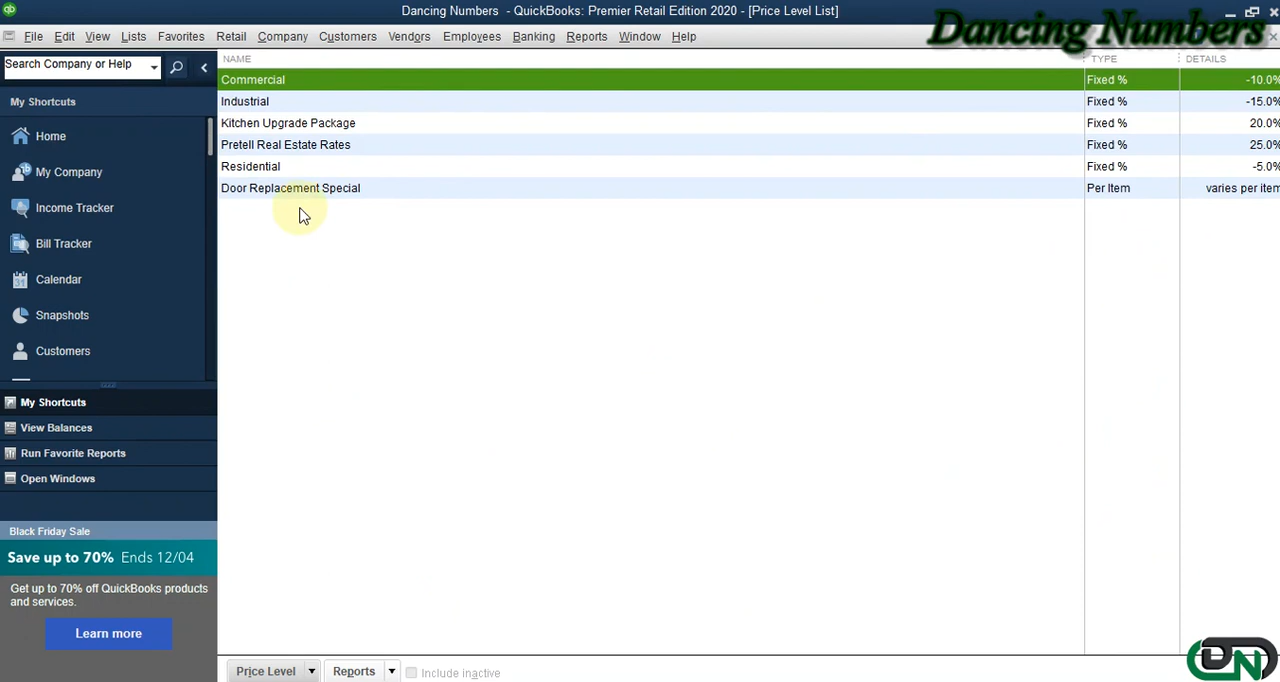 Dancing Numbers - QuickBooks: Premier Retail Edition 2020 - [Price Level List]
Dancing Numbers
File Edit View Lists Favorites Retail Company Customers Vendors Employees Banking Reports Window Help
Search Company or Help
NAME TYPE DETAILS
Commercial Fixed % -10.0%
Industrial Fixed % -15.0%
Kitchen Upgrade Package Fixed % 20.0%
Pretell Real Estate Rates Fixed % 25.0%
Residential Fixed % -5.0%
Door Replacement Special Per Item varies per item
My Shortcuts
Home
My Company
Income Tracker
Bill Tracker
Calendar
Snapshots
Customers
My Shortcuts
View Balances
Run Favorite Reports
Open Windows
Black Friday Sale
Save up to 70% Ends 12/04
Get up to 70% off QuickBooks products
and services.
Learn more
Price Level Reports Include inactive
DN